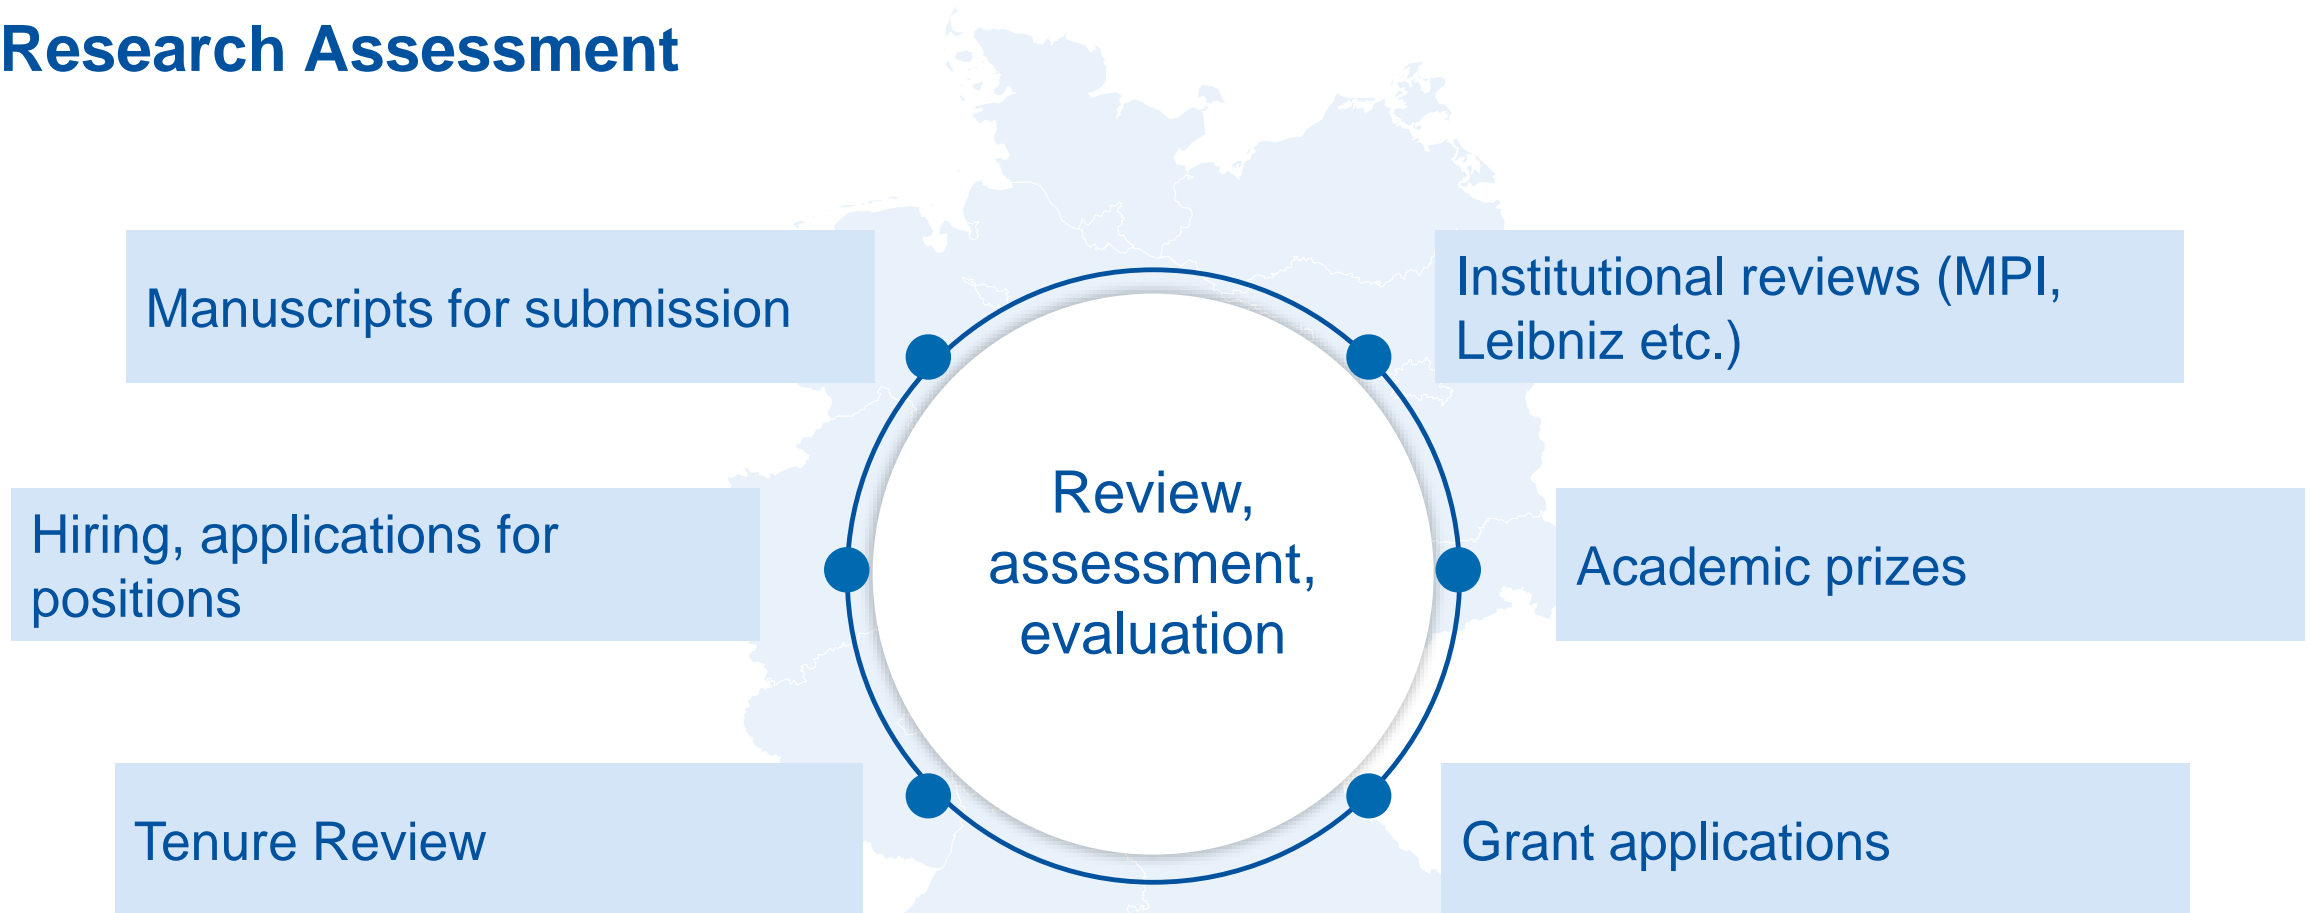 Research Assessment
Manuscripts for submission
Institutional reviews (MPI,
Leibniz etc.)
Hiring, applications for
positions
Review,
assessment,
evaluation
Academic prizes
Tenure Review
Grant applications